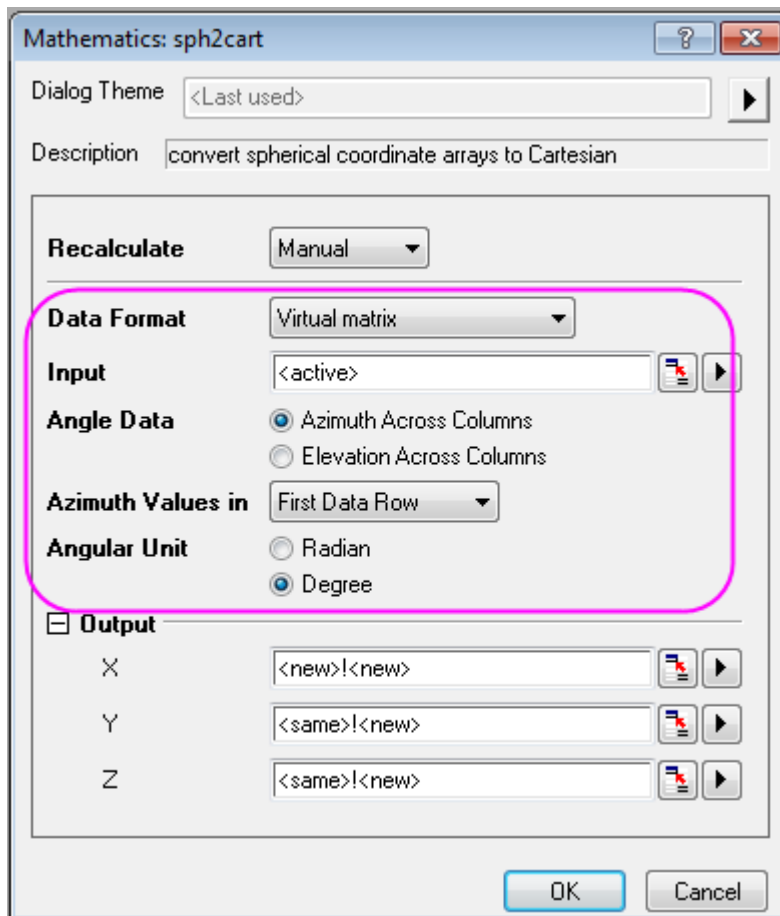 Mathematics: sph2cart
Dialog Theme <Last used>
Description convert spherical coordinate arrays to Cartesian
Recalculate Manual
Data Format Virtual matrix
Input <active>
Angle Data Azimuth Across Columns
Elevation Across Columns
Azimuth Values in First Data Row
Angular Unit Radian
Degree
Output
X <new>!<new>
Y <same>!<new>
Z <same>!<new>
OK Cancel